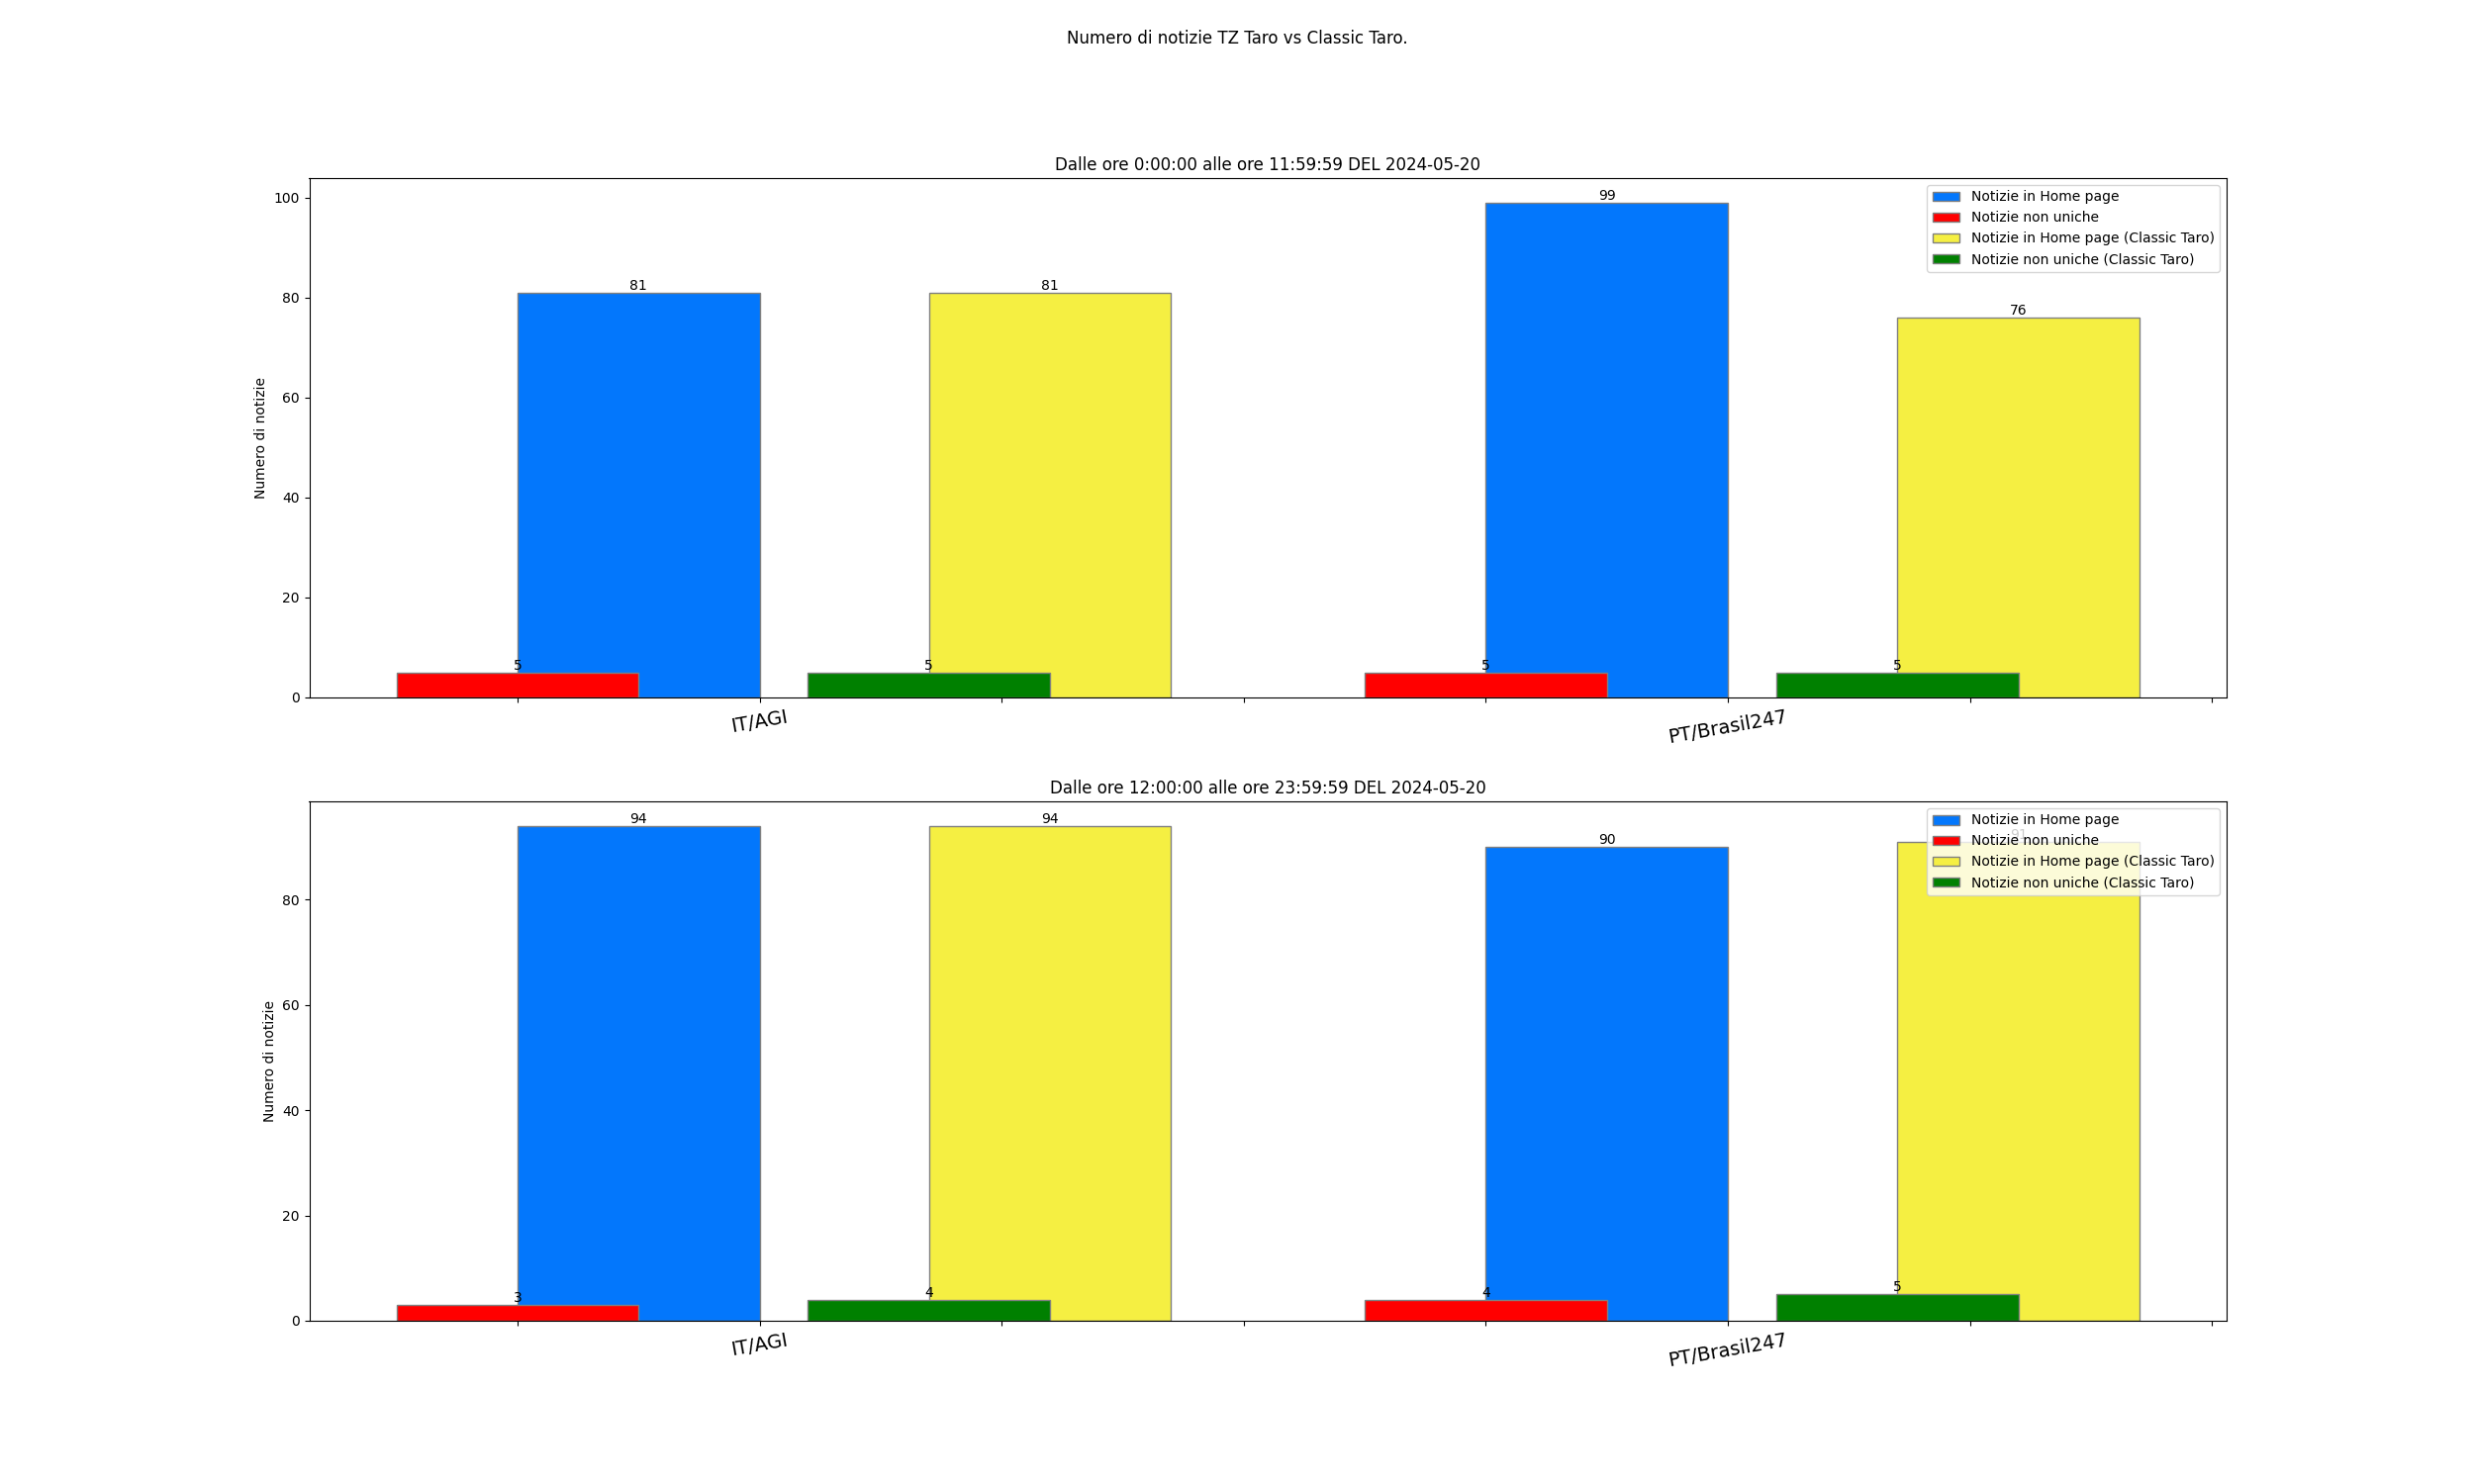 Numero di notizie TZ Taro vs Classic Taro.
Dalle ore 0:00:00 alle ore 11:59:59 DEL 2024-05-20
Numero di notizie
100
80
60
40
20
0
81
81
99
76
5
5
5
5
Notizie in Home page
Notizie non uniche
Notizie in Home page (Classic Taro)
Notizie non uniche (Classic Taro)
IT/AGI
PT/Brasil247
Dalle ore 12:00:00 alle ore 23:59:59 DEL 2024-05-20
Numero di notizie
80
60
40
20
0
94
94
90
91
3
4
4
5
Notizie in Home page
Notizie non uniche
Notizie in Home page (Classic Taro)
Notizie non uniche (Classic Taro)
IT/AGI
PT/Brasil247